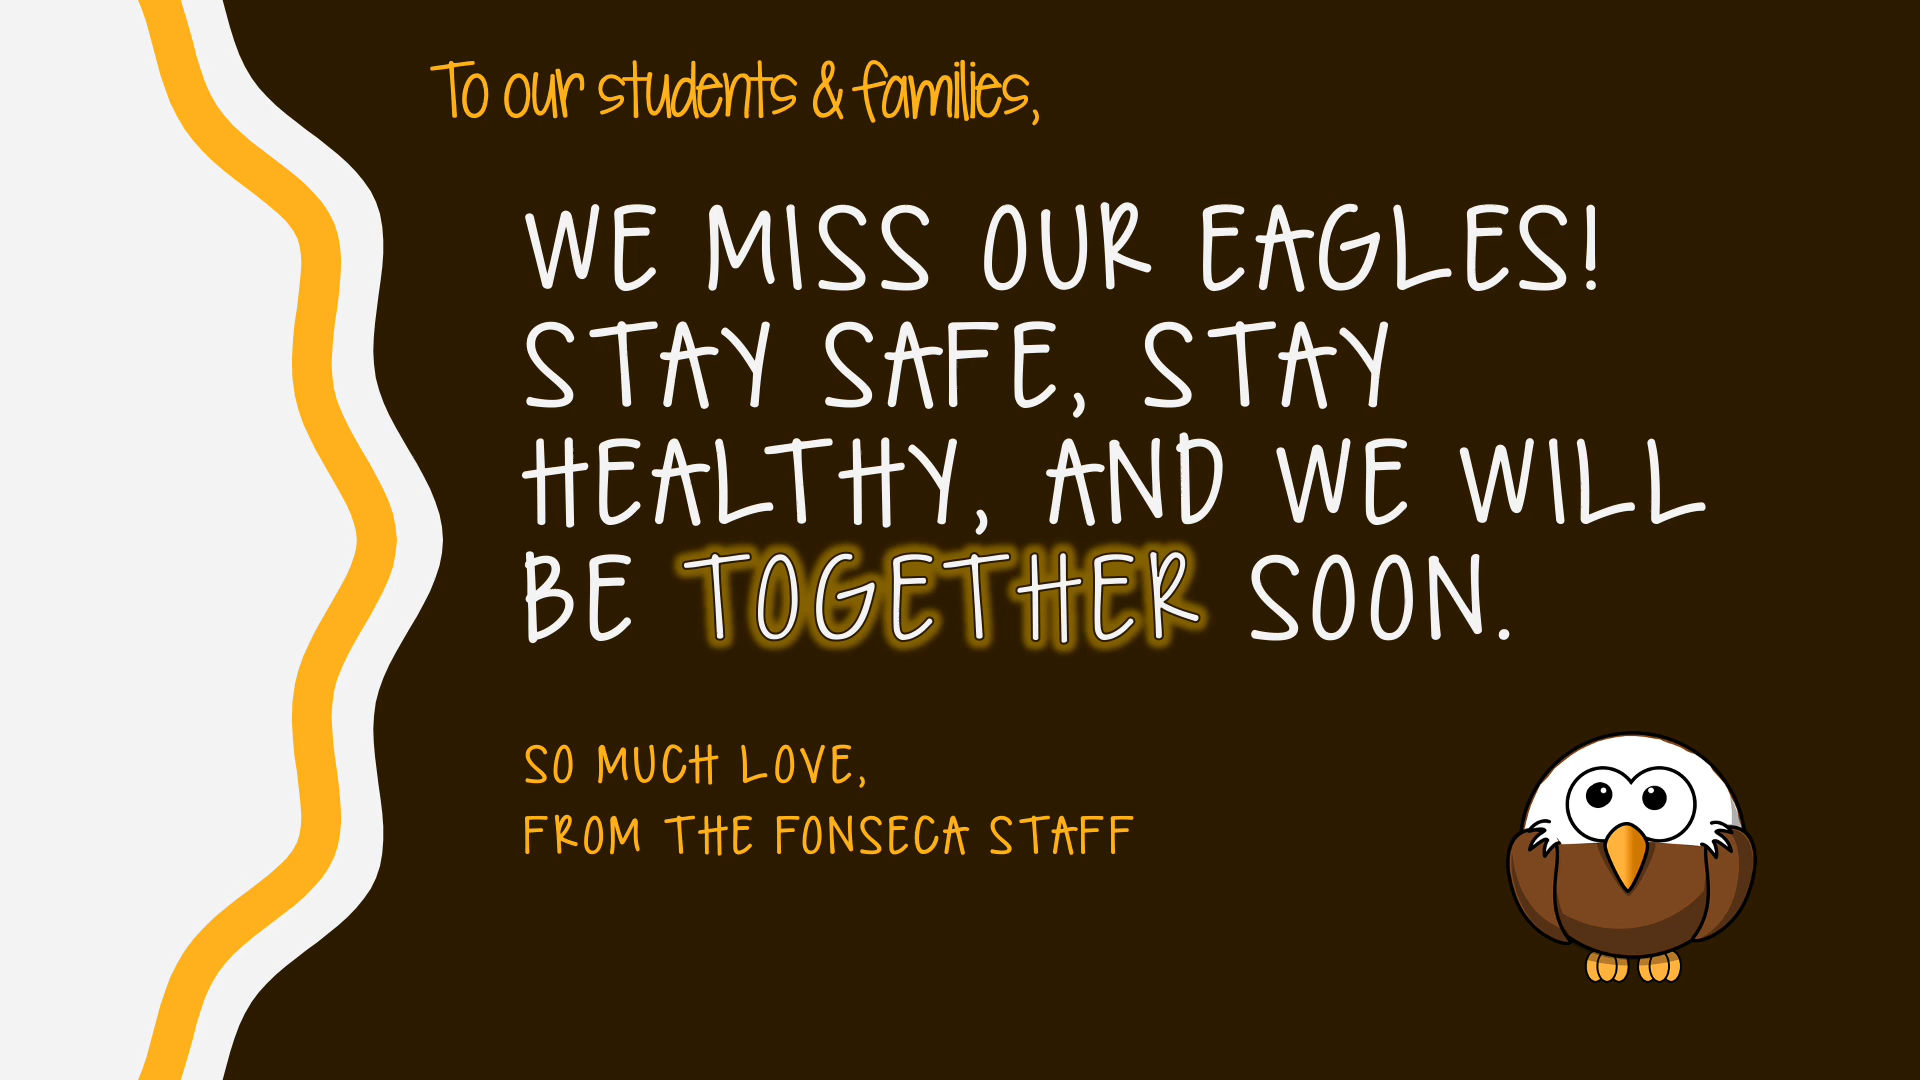 To our students & families,
WE MISS OUR EAGLES!
STAY SAFE, STAY
HEALTHY, AND WE WILL
BE TOGETHER SOON.
SO MUCH LOVE,
FROM THE FONSECA STAFF